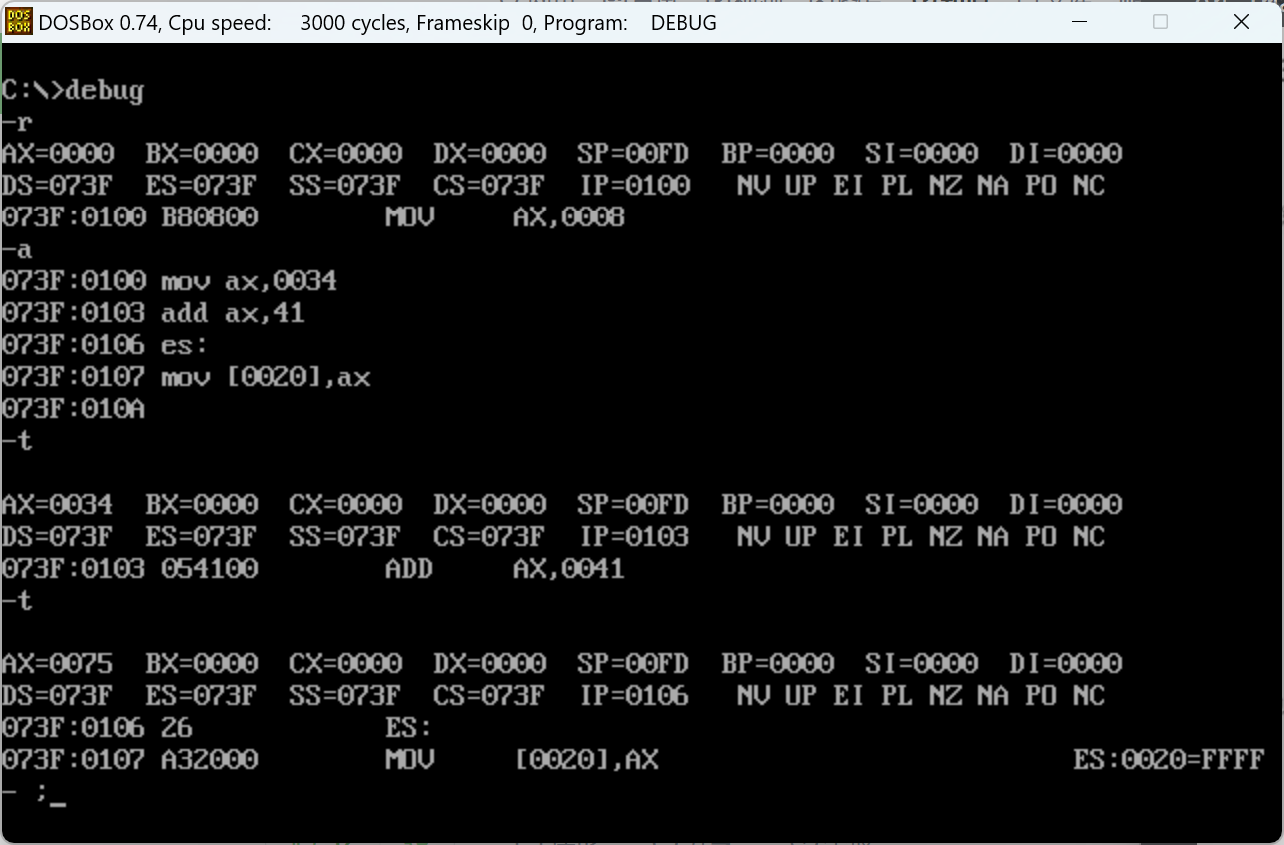 DOSBox 0.74, Cpu speed: 3000 cycles, Frameskip 0, Program: DEBUG
C:\>debug
-r
AX=0000 BX=0000 CX=0000 DX=0000 SP=00FD BP=0000 SI=0000 DI=0000
DS=073F ES=073F SS=073F CS=073F IP=0100 NV UP EI PL NZ NA PO NC
073F:0100 B80800 MOV AX,0008
-a
073F:0100 mov ax,0034
073F:0103 add ax,41
073F:0106 es:
073F:0107 mov [0020],ax
073F:010A
-t
AX=0034 BX=0000 CX=0000 DX=0000 SP=00FD BP=0000 SI=0000 DI=0000
DS=073F ES=073F SS=073F CS=073F IP=0103 NV UP EI PL NZ NA PO NC
073F:0103 054100 ADD AX,0041
-t
AX=0075 BX=0000 CX=0000 DX=0000 SP=00FD BP=0000 SI=0000 DI=0000
DS=073F ES=073F SS=073F CS=073F IP=0106 NV UP EI PL NZ NA PO NC
073F:0106 26 ES:
073F:0107 A32000 MOV [0020],AX ES:0020=FFFF
- ;_